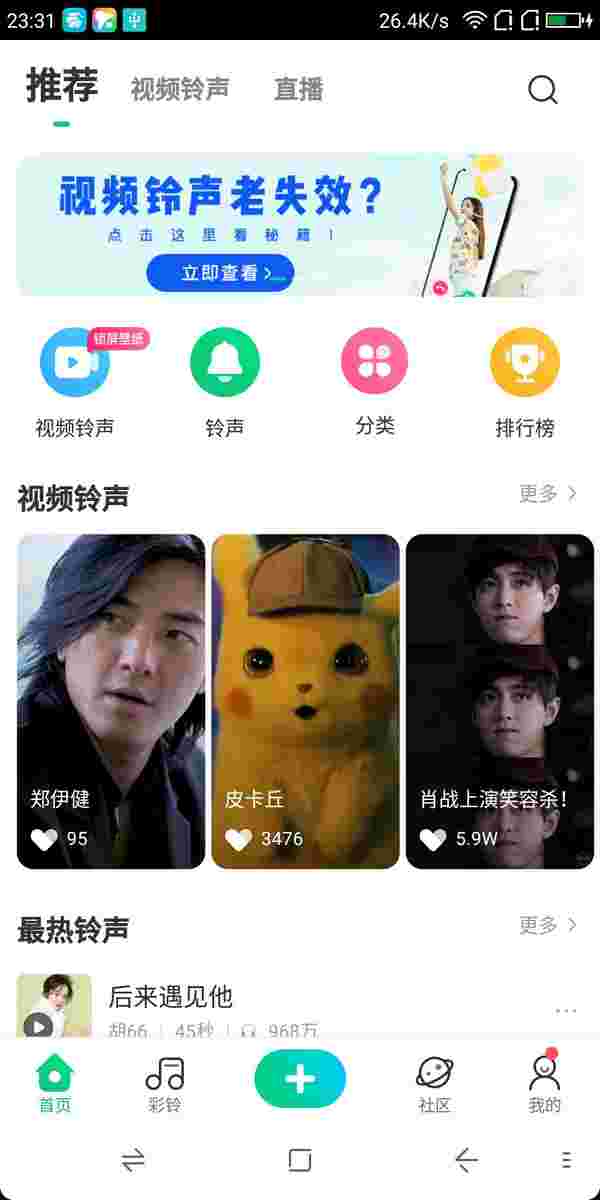 23:31 26.4K/s
推荐 视频铃声 直播
视频铃声老失效?
点击这里看秘籍!
立即查看
锁屏壁纸
视频铃声 铃声 分类 排行榜
视频铃声 更多
郑伊健 皮卡丘 肖战上演笑容杀!
95 3476 5.9W
最热铃声 更多
后来遇见他
胡66 45秒 968万
首页 彩铃 社区 我的